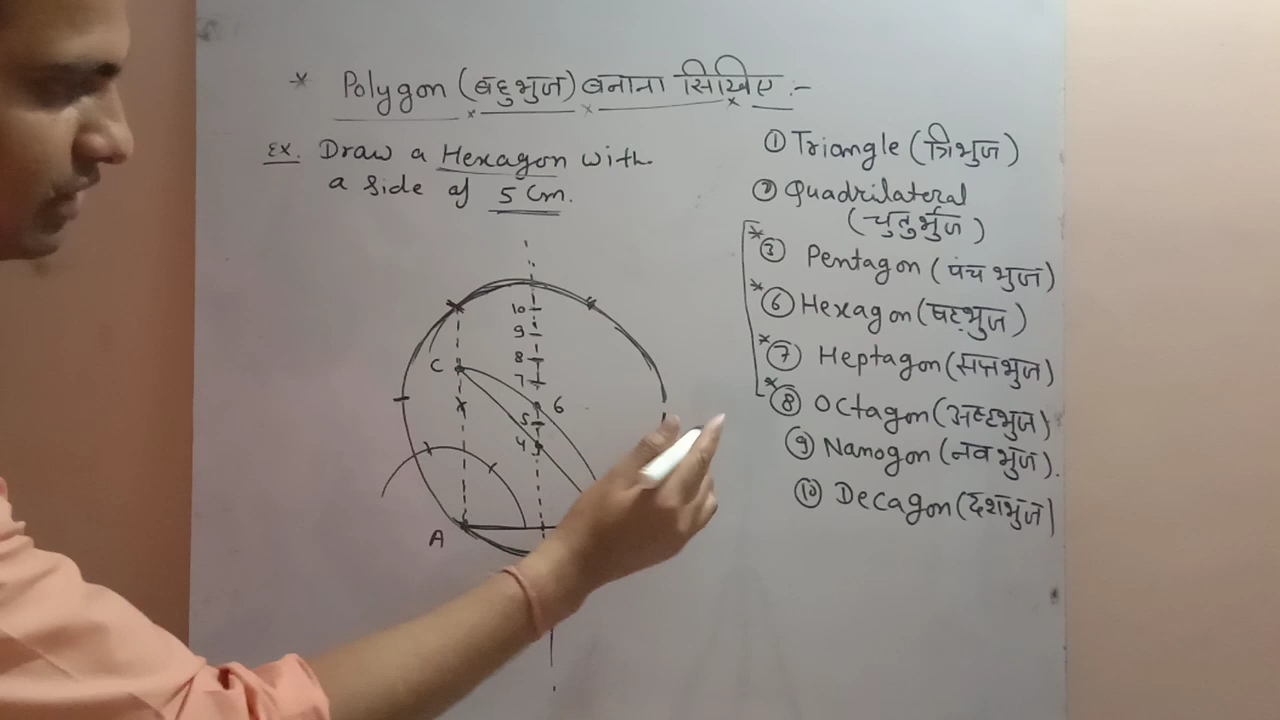 * Polygon (बहुभुज) बनाना सिखिए :-
Ex. Draw a Hexagon with
a side of 5 cm.
① Triangle (त्रिभुज)
② Quadrilateral
(चुतुर्भुज)
* ③ Pentagon (पंच भुज)
* ⑥ Hexagon (षट्भुज)
* ⑦ Heptagon (सप्तभुज)
* ⑧ Octagon (अष्टभुज)
⑨ Nanogon (नव भुज).
⑩ Decagon (दशभुज)
10
9
8
C
7
6
5
4
A